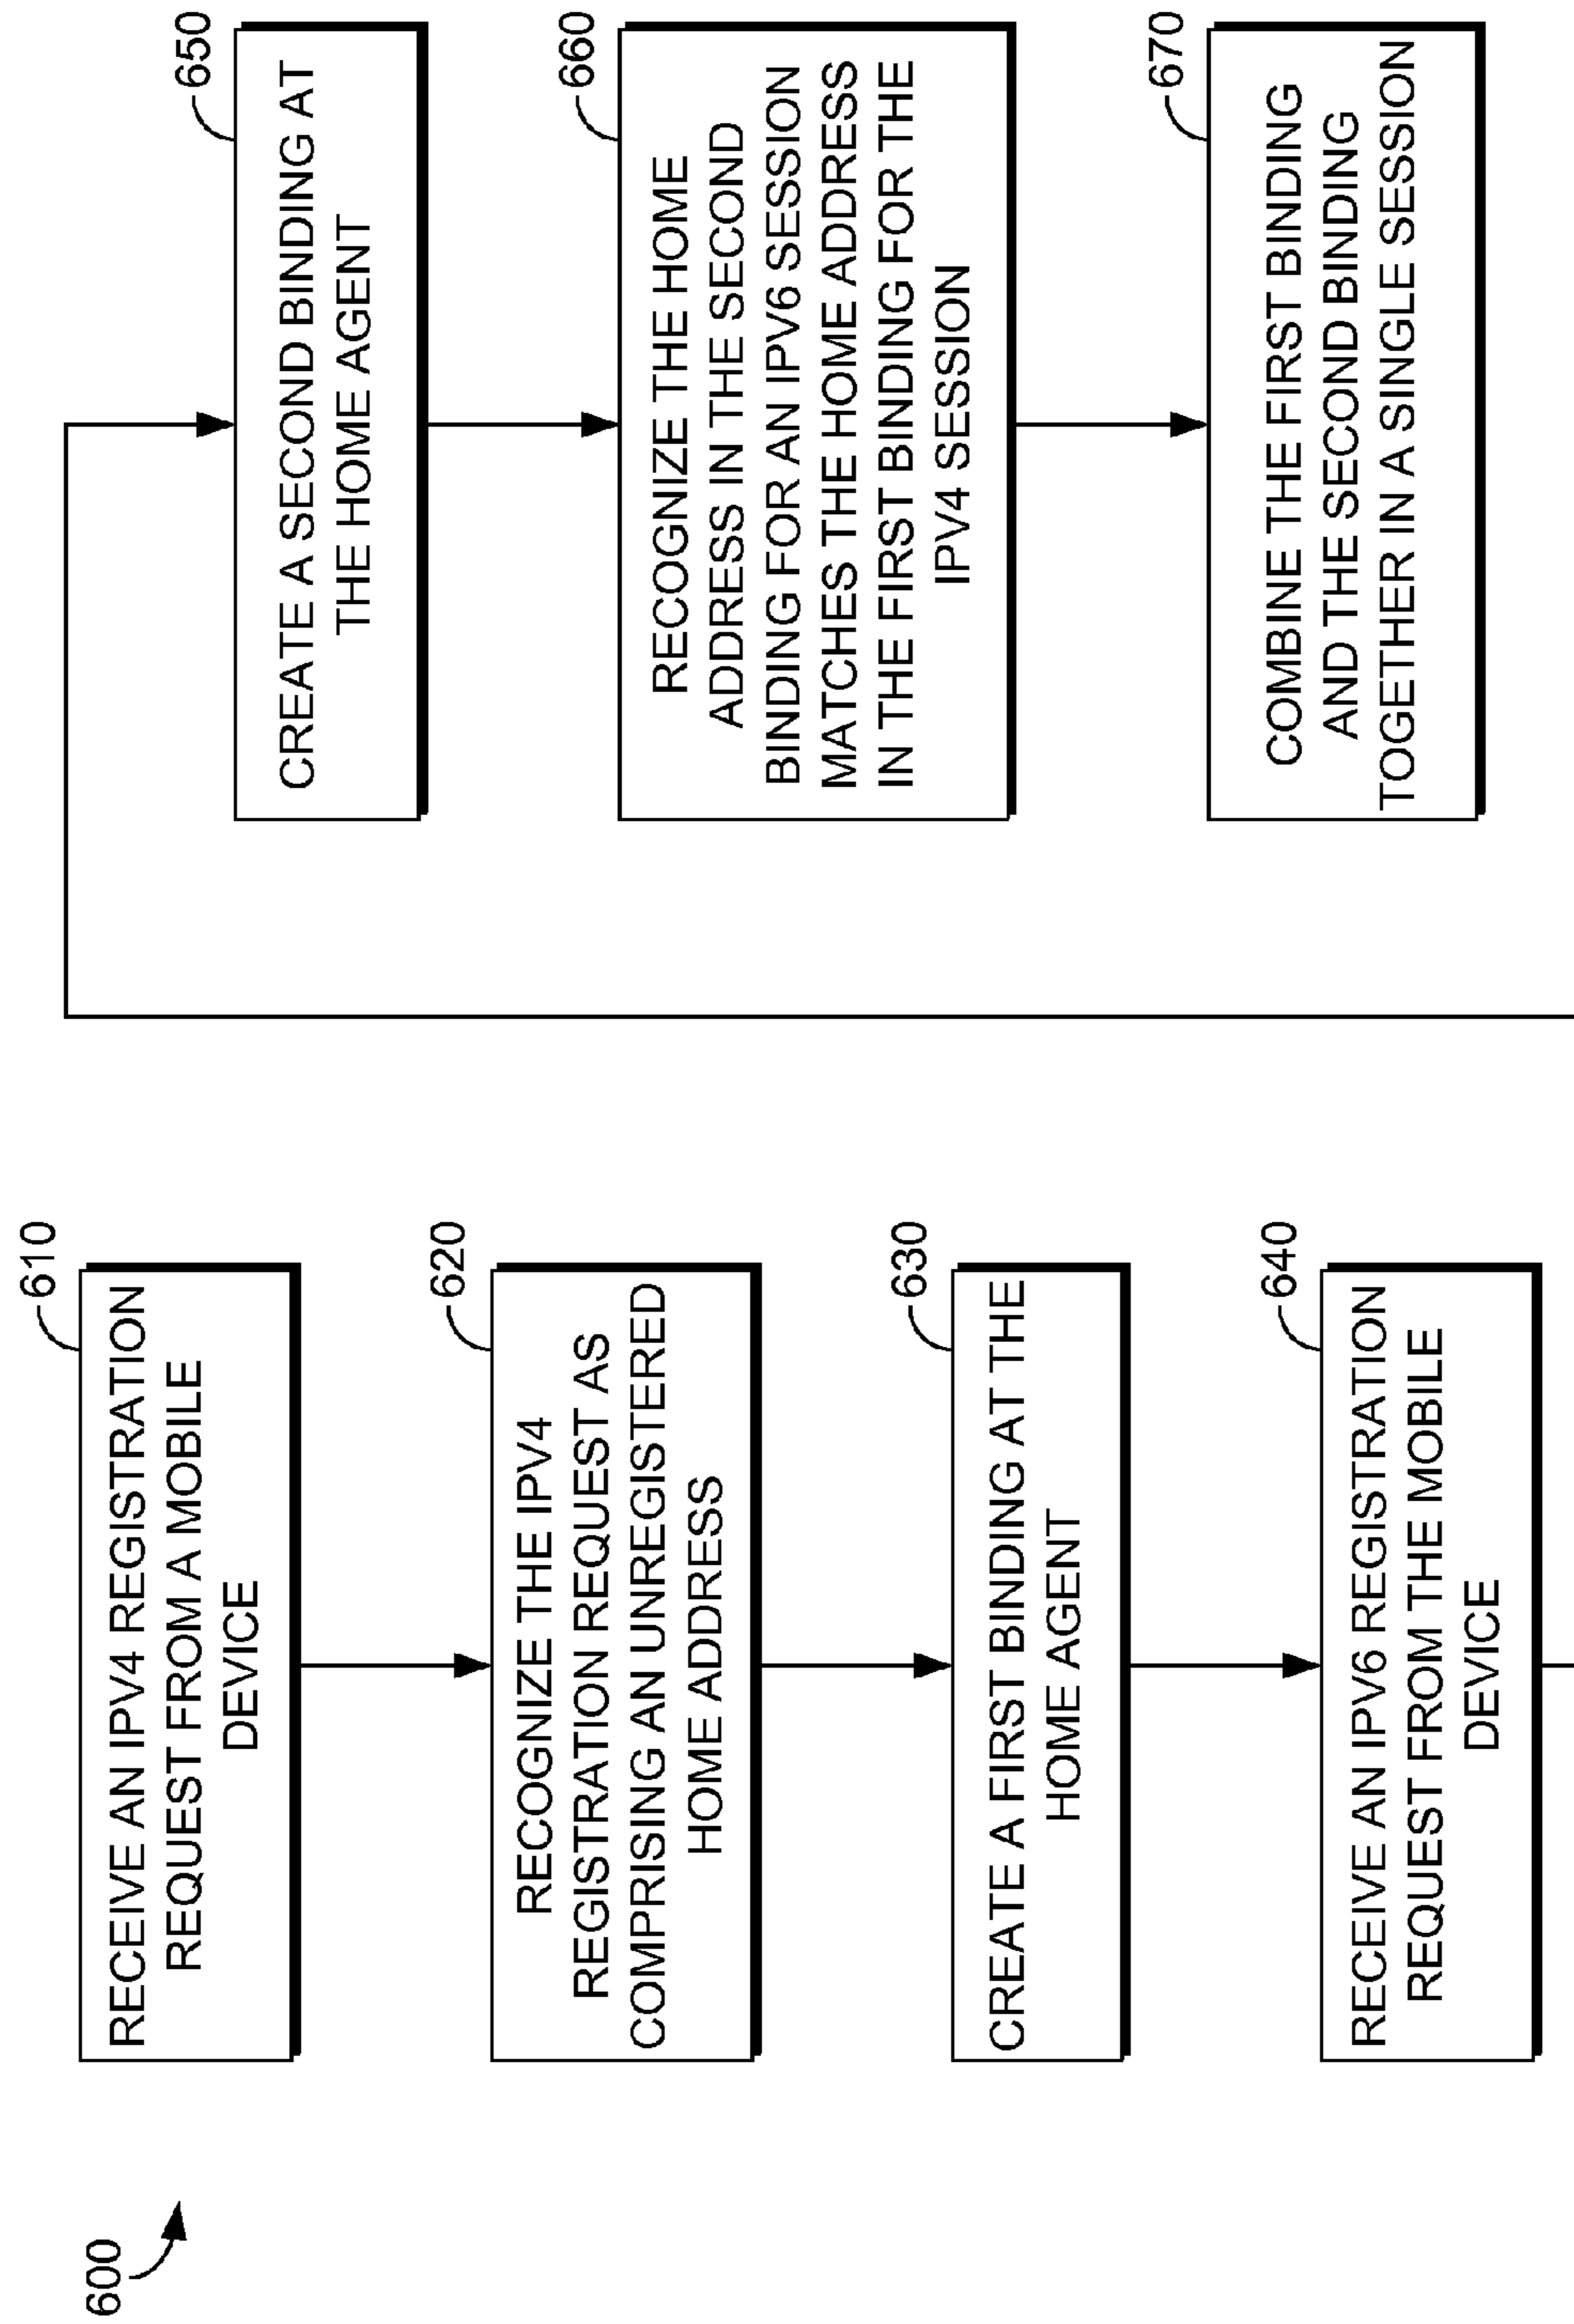 600
610
RECEIVE AN IPV4 REGISTRATION
REQUEST FROM A MOBILE
DEVICE
620
RECOGNIZE THE IPV4
REGISTRATION REQUEST AS
COMPRISING AN UNREGISTERED
HOME ADDRESS
630
CREATE A FIRST BINDING AT THE
HOME AGENT
640
RECEIVE AN IPV6 REGISTRATION
REQUEST FROM THE MOBILE
DEVICE
650
CREATE A SECOND BINDING AT
THE HOME AGENT
660
RECOGNIZE THE HOME
ADDRESS IN THE SECOND
BINDING FOR AN IPV6 SESSION
MATCHES THE HOME ADDRESS
IN THE FIRST BINDING FOR THE
IPV4 SESSION
670
COMBINE THE FIRST BINDING
AND THE SECOND BINDING
TOGETHER IN A SINGLE SESSION